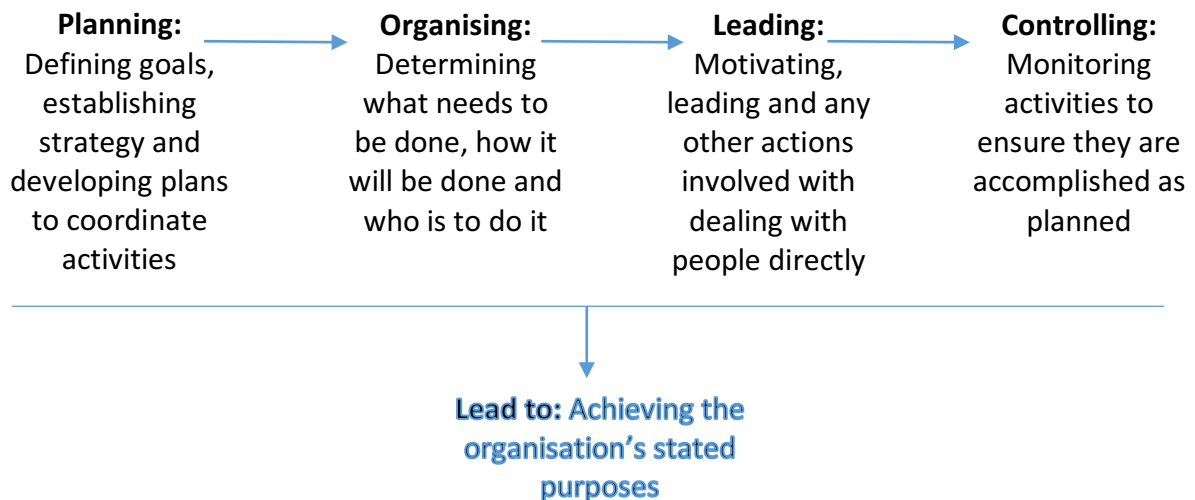 Planning:
Defining goals,
establishing
strategy and
developing plans
to coordinate
activities
Organising:
Determining
what needs to
be done, how it
will be done and
who is to do it
Leading:
Motivating,
leading and any
other actions
involved with
dealing with
people directly
Controlling:
Monitoring
activities to
ensure they are
accomplished as
planned
Lead to: Achieving the
organisation’s stated
purposes